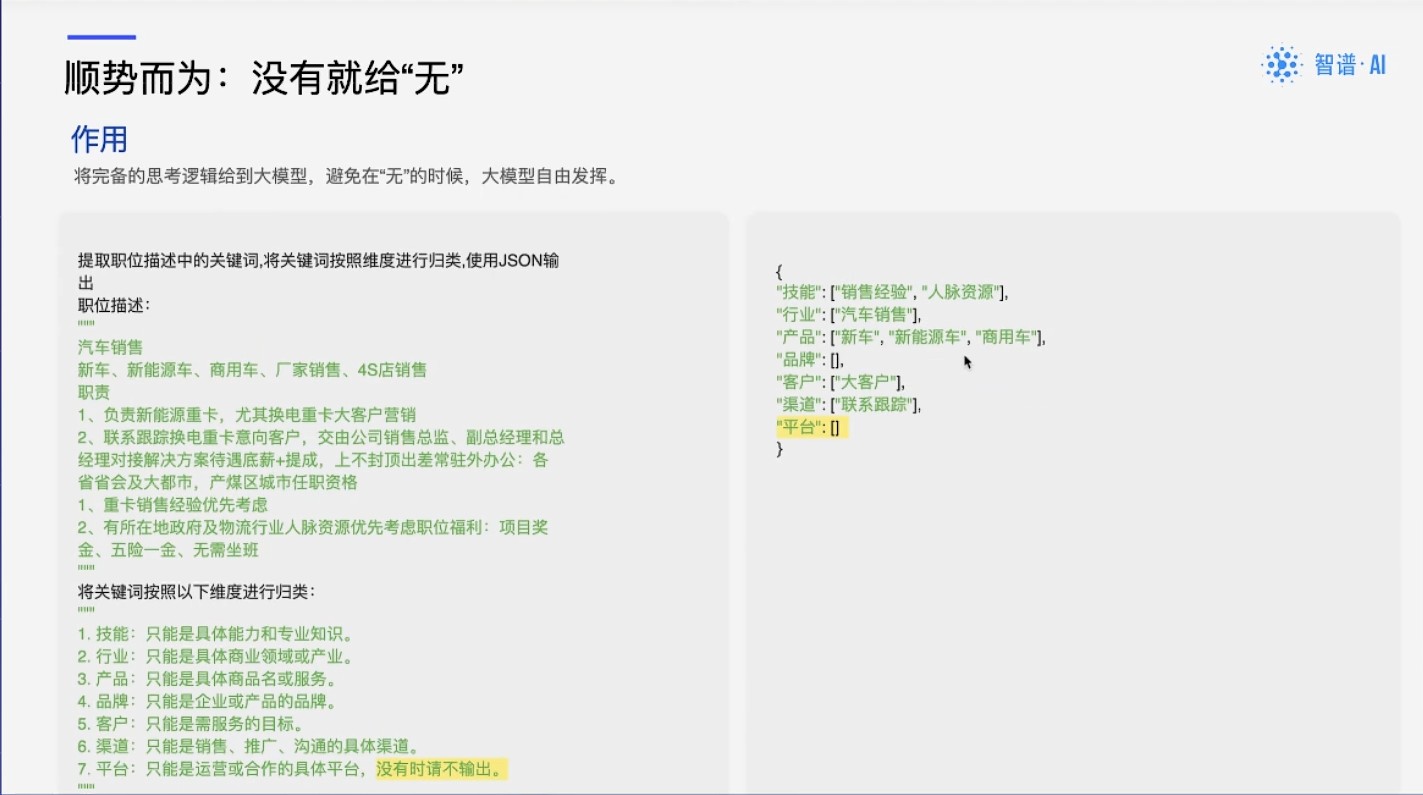 顺势而为：没有就给“无”
智谱·AI
作用
将完备的思考逻辑给到大模型，避免在“无”的时候，大模型自由发挥。
提取职位描述中的关键词,将关键词按照维度进行归类,使用JSON输
出
职位描述：
"""
汽车销售
新车、新能源车、商用车、厂家销售、4S店销售
职责
1、负责新能源重卡，尤其换电重卡大客户营销
2、联系跟踪换电重卡意向客户，交由公司销售总监、副总经理和总
经理对接解决方案待遇底薪+提成，上不封顶出差常驻外办公：各
省省会及大都市，产煤区城市任职资格
1、重卡销售经验优先考虑
2、有所在地政府及物流行业人脉资源优先考虑职位福利：项目奖
金、五险一金、无需坐班
"""
将关键词按照以下维度进行归类：
"""
1. 技能：只能是具体能力和专业知识。
2. 行业：只能是具体商业领域或产业。
3. 产品：只能是具体商品名或服务。
4. 品牌：只能是企业或产品的品牌。
5. 客户：只能是需服务的目标。
6. 渠道：只能是销售、推广、沟通的具体渠道。
7. 平台：只能是运营或合作的具体平台，没有时请不输出。
"""
{
"技能": ["销售经验", "人脉资源"],
"行业": ["汽车销售"],
"产品": ["新车", "新能源车", "商用车"],
"品牌": [],
"客户": ["大客户"],
"渠道": ["联系跟踪"],
"平台": []
}